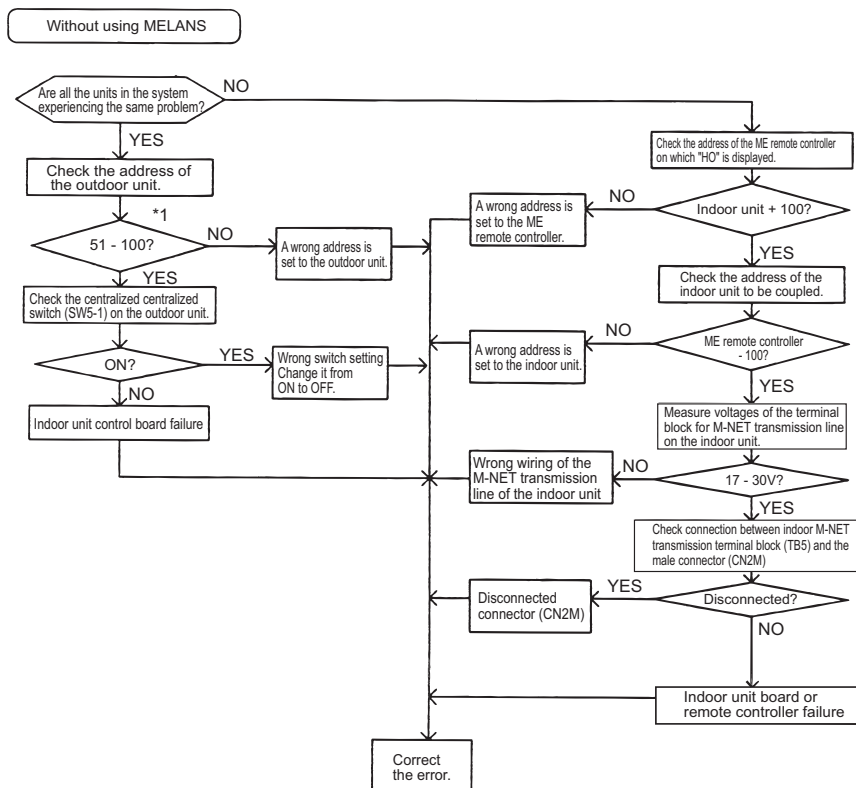 Without using MELANS
Are all the units in the system
experiencing the same problem?
NO
YES
Check the address of
the outdoor unit.
*1
51 - 100?
NO
A wrong address is
set to the outdoor unit.
YES
Check the centralized centralized
switch (SW5-1) on the outdoor unit.
ON?
YES
Wrong switch setting
Change it from
ON to OFF.
NO
Indoor unit control board failure
Check the address of the ME remote controller
on which "HO" is displayed.
Indoor unit + 100?
NO
A wrong address is
set to the ME
remote controller.
YES
Check the address of the
indoor unit to be coupled.
ME remote controller
- 100?
NO
A wrong address is
set to the indoor unit.
YES
Measure voltages of the terminal
block for M-NET transmission line
on the indoor unit.
17 - 30V?
NO
Wrong wiring of the
M-NET transmission
line of the indoor unit
YES
Check connection between indoor M-NET
transmission terminal block (TB5) and the
male connector (CN2M)
Disconnected?
YES
Disconnected
connector (CN2M)
NO
Indoor unit board or
remote controller failure
Correct
the error.